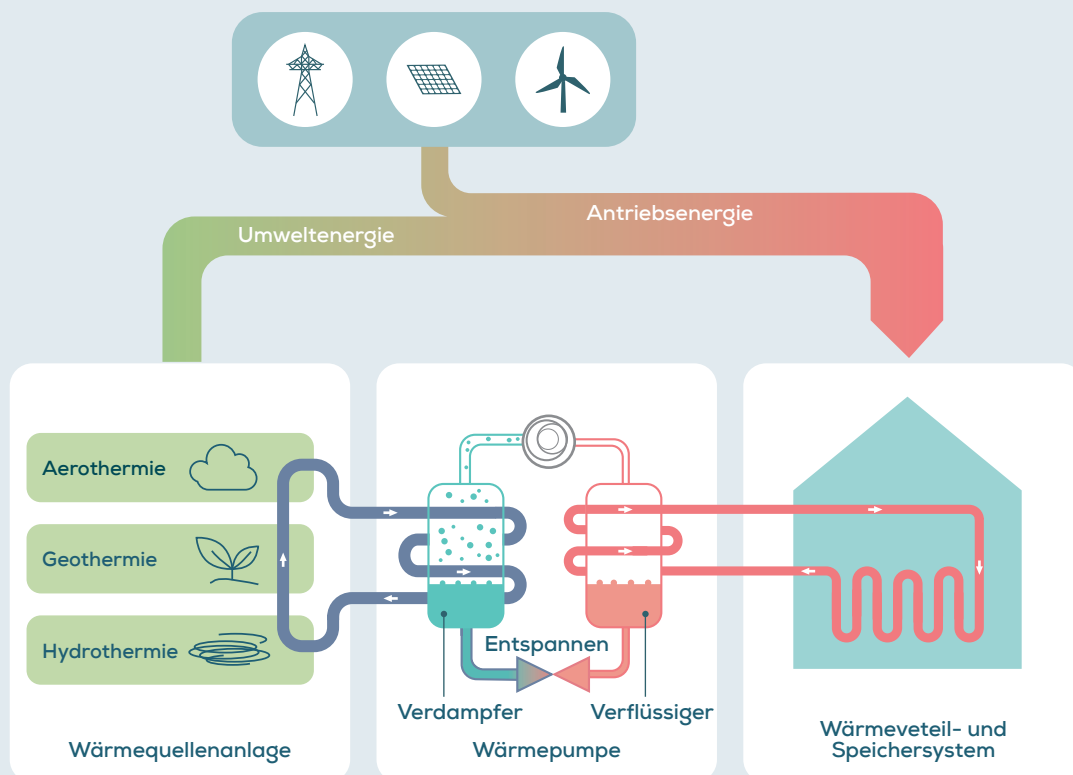 Antriebsenergie
Umweltenergie
Aerothermie
Geothermie
Hydrothermie
Entspannen
Verdampfer
Verflüssiger
Wärmequellenanlage
Wärmepumpe
Wärmeveteil- und
Speichersystem